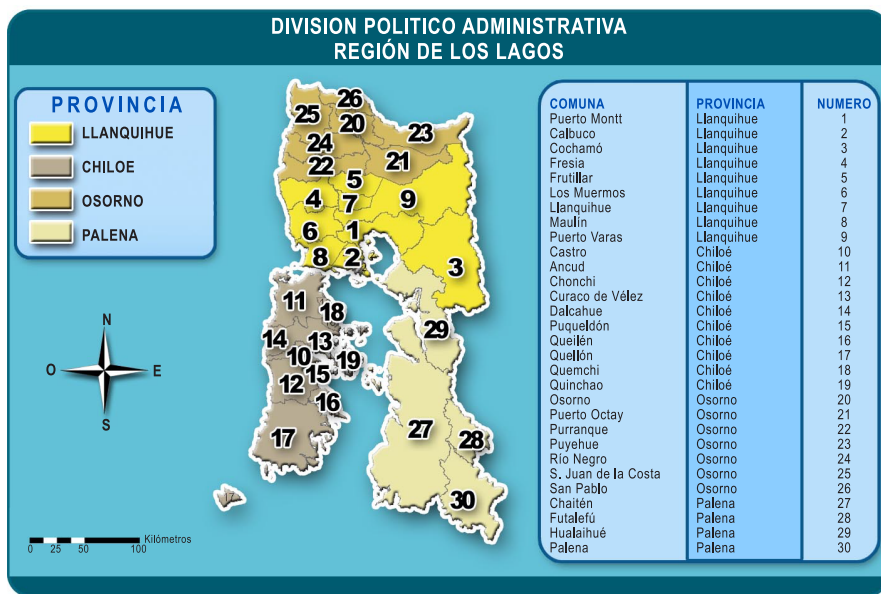 DIVISION POLITICO ADMINISTRATIVA
REGIÓN DE LOS LAGOS
PROVINCIA
LLANQUIHUE
CHILOE
OSORNO
PALENA
26
25
20
23
24
21
22
5
4
9
7
6
1
8
2
3
11
18
29
14
13
10
19
15
12
16
17
27
28
30
17
N
O
E
S
Kilómetros
0 25 50 100
COMUNA PROVINCIA NUMERO
Puerto Montt Llanquihue 1
Calbuco Llanquihue 2
Cochamó Llanquihue 3
Fresia Llanquihue 4
Frutillar Llanquihue 5
Los Muermos Llanquihue 6
Llanquihue Llanquihue 7
Maulín Llanquihue 8
Puerto Varas Llanquihue 9
Castro Chiloé 10
Ancud Chiloé 11
Chonchi Chiloé 12
Curaco de Vélez Chiloé 13
Dalcahue Chiloé 14
Puqueldón Chiloé 15
Queilén Chiloé 16
Quellón Chiloé 17
Quemchi Chiloé 18
Quinchao Chiloé 19
Osorno Osorno 20
Puerto Octay Osorno 21
Purranque Osorno 22
Puyehue Osorno 23
Río Negro Osorno 24
S. Juan de la Costa Osorno 25
San Pablo Osorno 26
Chaitén Palena 27
Futalefú Palena 28
Hualaihué Palena 29
Palena Palena 30